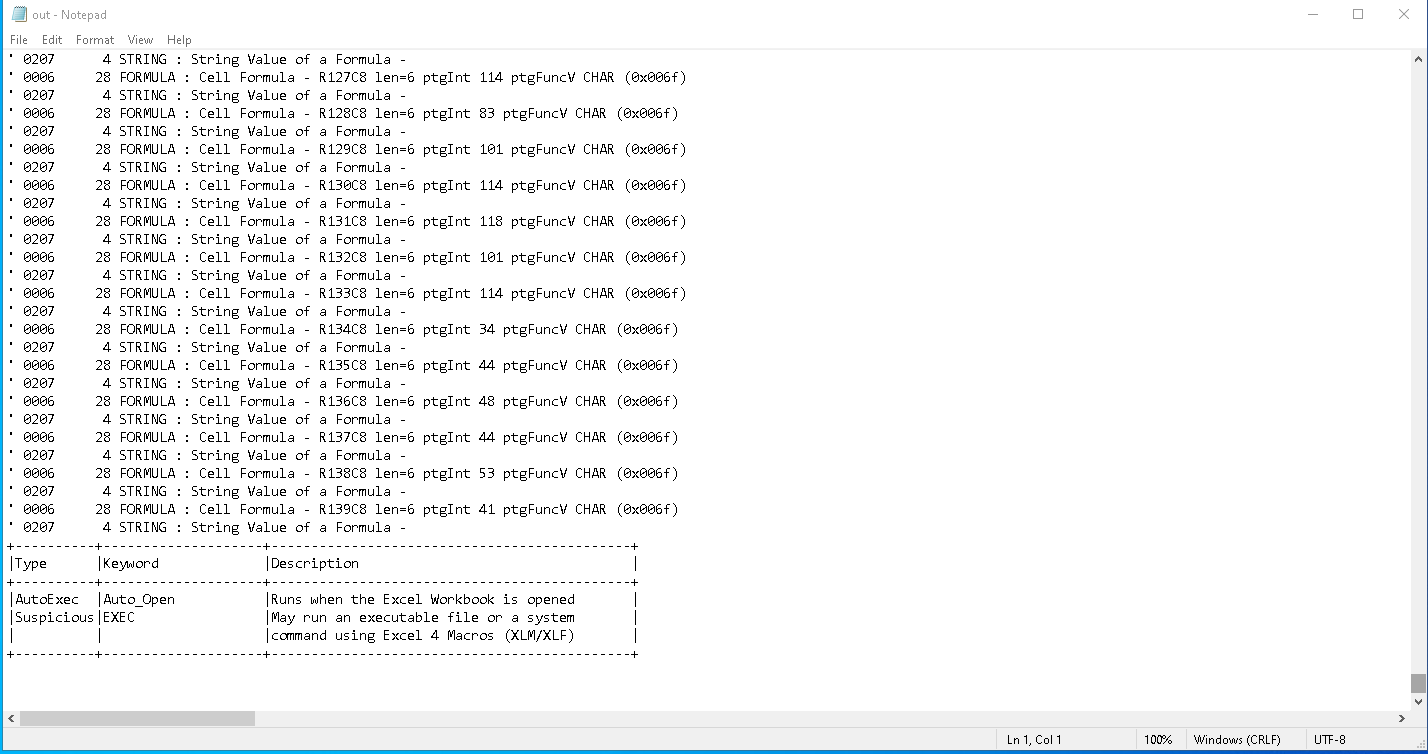 out - Notepad
File Edit Format View Help
' 0207      4 STRING : String Value of a Formula -
' 0006     28 FORMULA : Cell Formula - R127C8 len=6 ptgInt 114 ptgFuncV CHAR (0x006f)
' 0207      4 STRING : String Value of a Formula -
' 0006     28 FORMULA : Cell Formula - R128C8 len=6 ptgInt 83 ptgFuncV CHAR (0x006f)
' 0207      4 STRING : String Value of a Formula -
' 0006     28 FORMULA : Cell Formula - R129C8 len=6 ptgInt 101 ptgFuncV CHAR (0x006f)
' 0207      4 STRING : String Value of a Formula -
' 0006     28 FORMULA : Cell Formula - R130C8 len=6 ptgInt 114 ptgFuncV CHAR (0x006f)
' 0207      4 STRING : String Value of a Formula -
' 0006     28 FORMULA : Cell Formula - R131C8 len=6 ptgInt 118 ptgFuncV CHAR (0x006f)
' 0207      4 STRING : String Value of a Formula -
' 0006     28 FORMULA : Cell Formula - R132C8 len=6 ptgInt 101 ptgFuncV CHAR (0x006f)
' 0207      4 STRING : String Value of a Formula -
' 0006     28 FORMULA : Cell Formula - R133C8 len=6 ptgInt 114 ptgFuncV CHAR (0x006f)
' 0207      4 STRING : String Value of a Formula -
' 0006     28 FORMULA : Cell Formula - R134C8 len=6 ptgInt 34 ptgFuncV CHAR (0x006f)
' 0207      4 STRING : String Value of a Formula -
' 0006     28 FORMULA : Cell Formula - R135C8 len=6 ptgInt 44 ptgFuncV CHAR (0x006f)
' 0207      4 STRING : String Value of a Formula -
' 0006     28 FORMULA : Cell Formula - R136C8 len=6 ptgInt 48 ptgFuncV CHAR (0x006f)
' 0207      4 STRING : String Value of a Formula -
' 0006     28 FORMULA : Cell Formula - R137C8 len=6 ptgInt 44 ptgFuncV CHAR (0x006f)
' 0207      4 STRING : String Value of a Formula -
' 0006     28 FORMULA : Cell Formula - R138C8 len=6 ptgInt 53 ptgFuncV CHAR (0x006f)
' 0207      4 STRING : String Value of a Formula -
' 0006     28 FORMULA : Cell Formula - R139C8 len=6 ptgInt 41 ptgFuncV CHAR (0x006f)
' 0207      4 STRING : String Value of a Formula -
+----------+--------------------+---------------------------------------------+
|Type      |Keyword             |Description                                  |
+----------+--------------------+---------------------------------------------+
|AutoExec  |Auto_Open           |Runs when the Excel Workbook is opened       |
|Suspicious|EXEC                |May run an executable file or a system       |
|          |                    |command using Excel 4 Macros (XLM/XLF)       |
+----------+--------------------+---------------------------------------------+
Ln 1, Col 1 100% Windows (CRLF) UTF-8